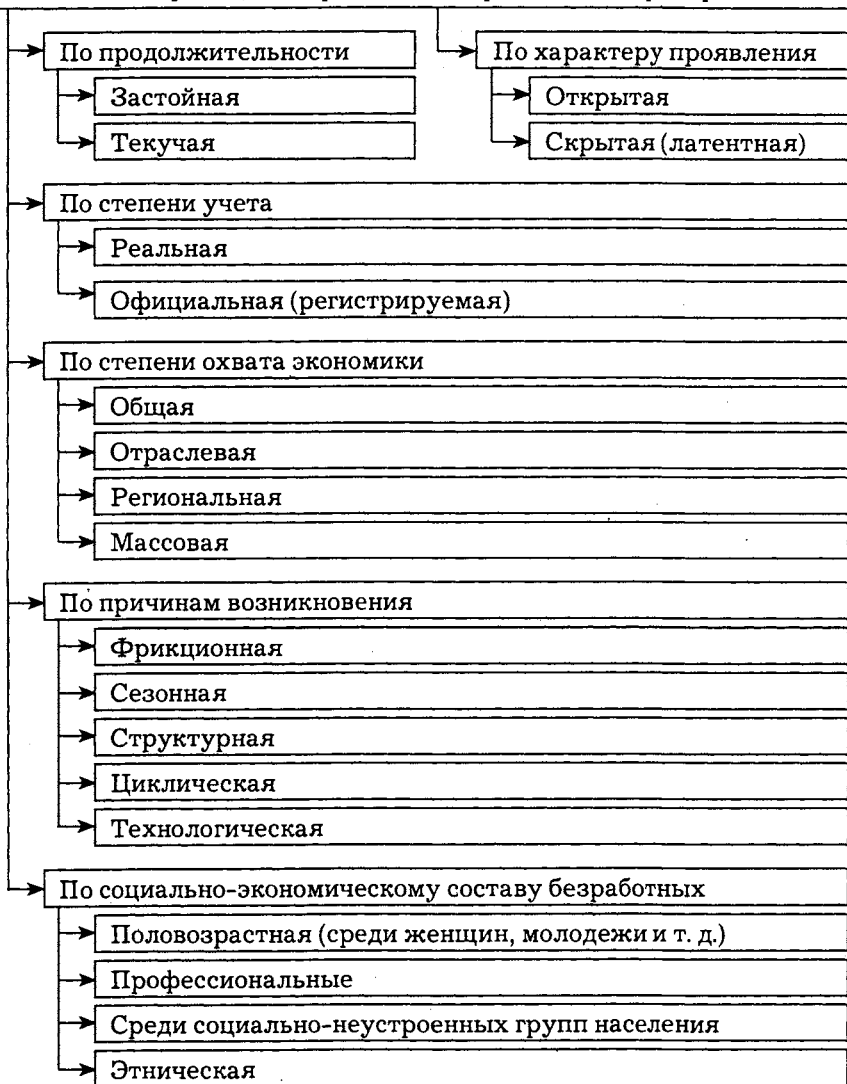 По продолжительности
Застойная
Текучая
По характеру проявления
Открытая
Скрытая (латентная)
По степени учета
Реальная
Официальная (регистрируемая)
По степени охвата экономики
Общая
Отраслевая
Региональная
Массовая
По причинам возникновения
Фрикционная
Сезонная
Структурная
Циклическая
Технологическая
По социально-экономическому составу безработных
Половозрастная (среди женщин, молодежи и т. д.)
Профессиональные
Среди социально-неустроенных групп населения
Этническая